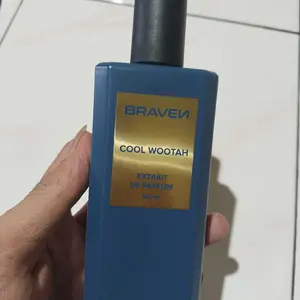 BRAVEN
COOL WOOTAH
EXTRAIT
DE PARFUM